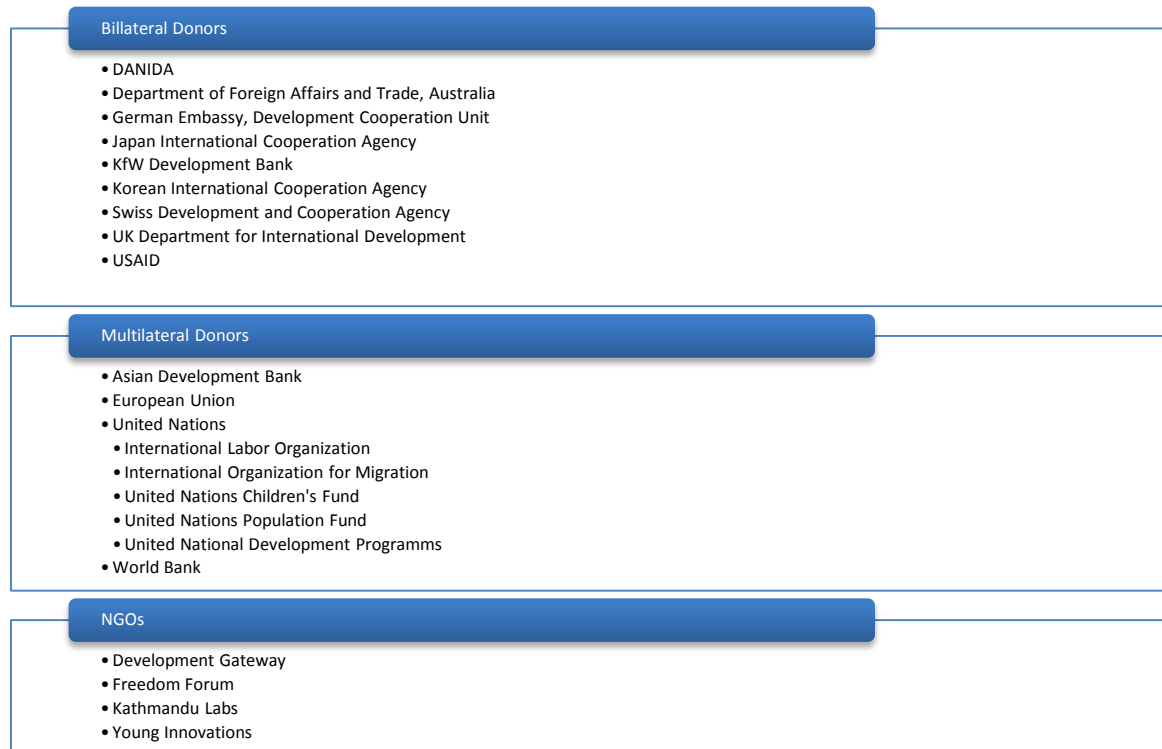 Billateral Donors
• DANIDA
• Department of Foreign Affairs and Trade, Australia
• German Embassy, Development Cooperation Unit
• Japan International Cooperation Agency
• KfW Development Bank
• Korean International Cooperation Agency
• Swiss Development and Cooperation Agency
• UK Department for International Development
• USAID
Multilateral Donors
• Asian Development Bank
• European Union
• United Nations
• International Labor Organization
• International Organization for Migration
• United Nations Children's Fund
• United Nations Population Fund
• United National Development Programms
• World Bank
NGOs
• Development Gateway
• Freedom Forum
• Kathmandu Labs
• Young Innovations